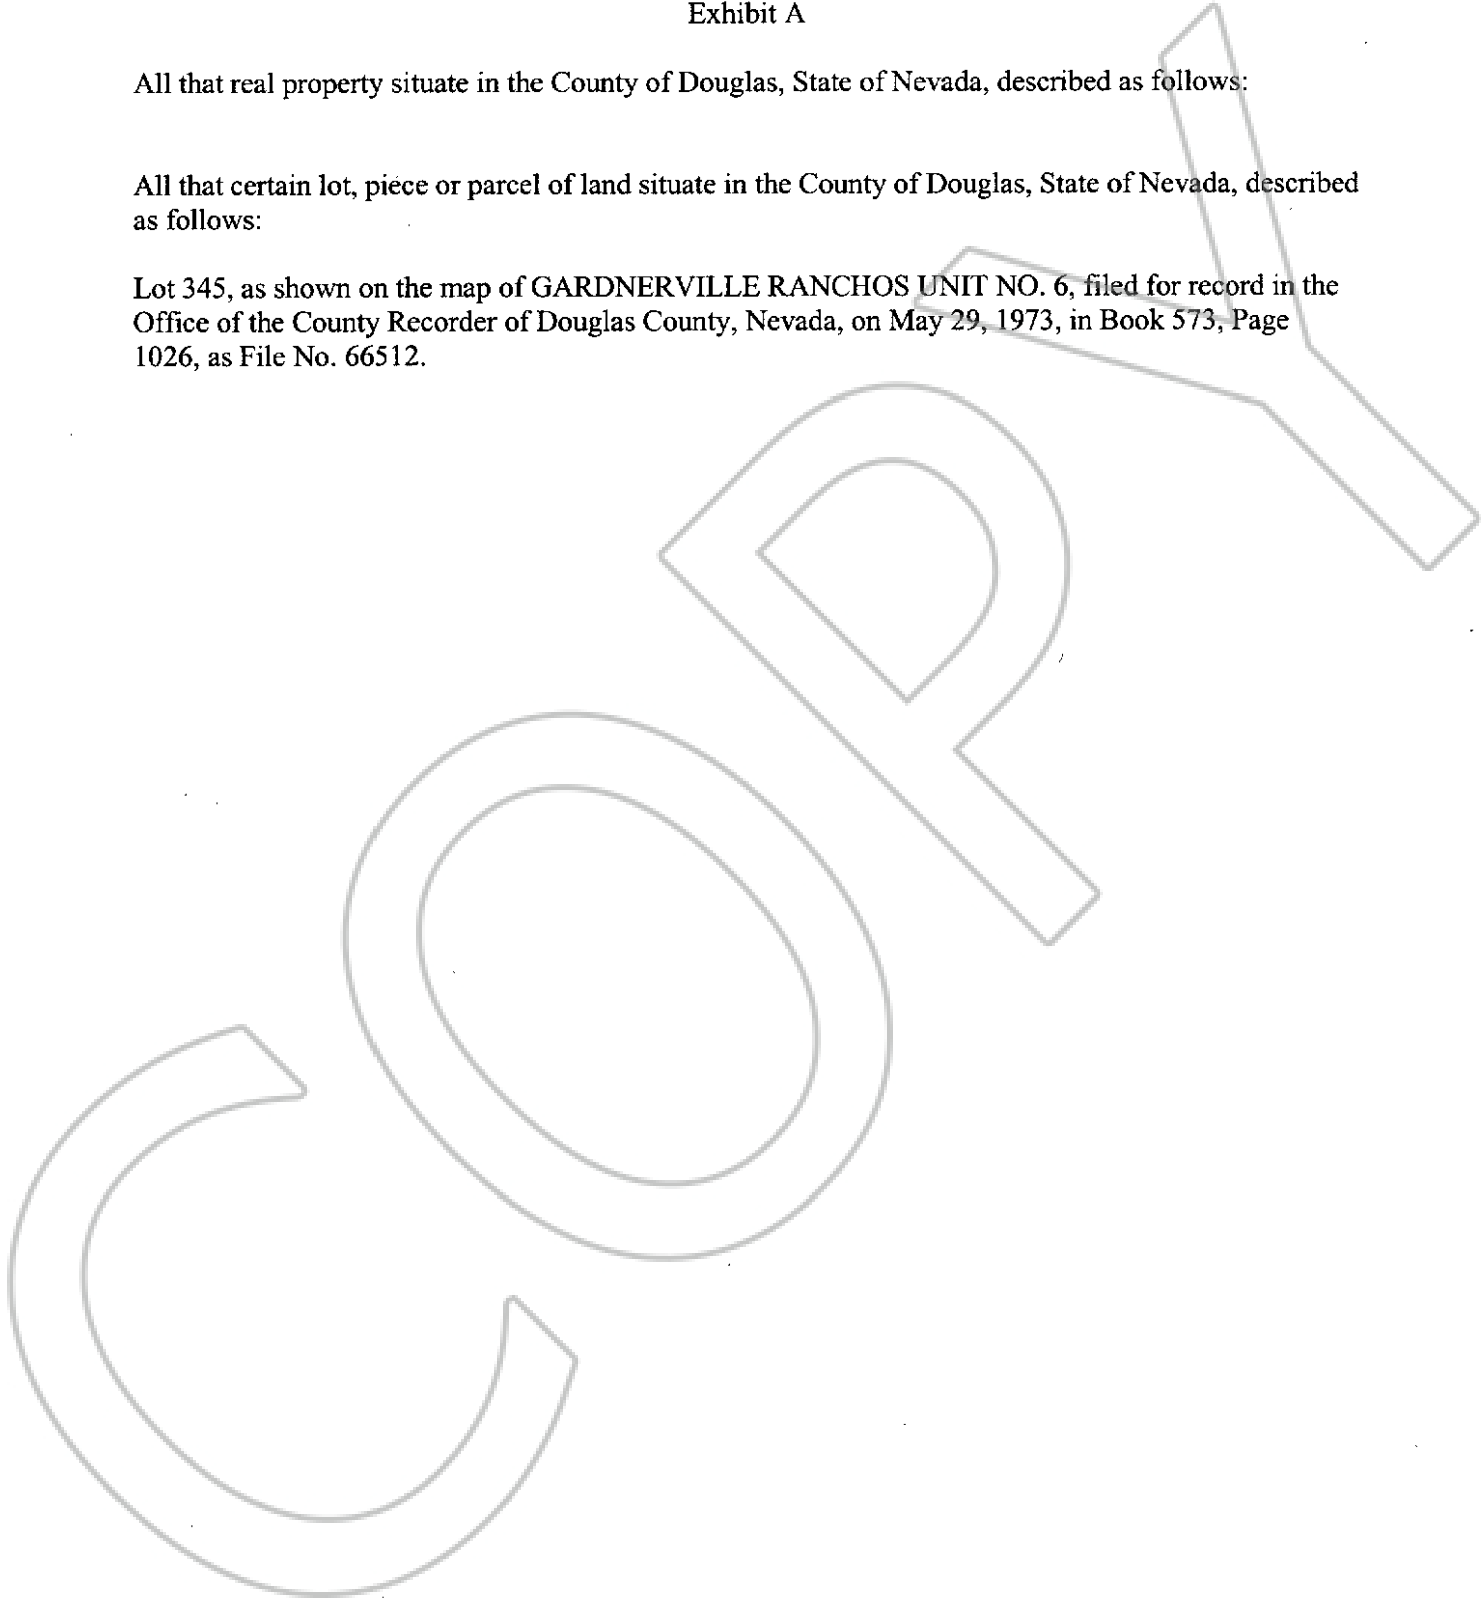 Exhibit A
All that real property situate in the County of Douglas, State of Nevada, described as follows:
All that certain lot, piece or parcel of land situate in the County of Douglas, State of Nevada, described
as follows:
Lot 345, as shown on the map of GARDNERVILLE RANCHOS UNIT NO. 6, filed for record in the
Office of the County Recorder of Douglas County, Nevada, on May 29, 1973, in Book 573, Page
1026, as File No. 66512.
COPY